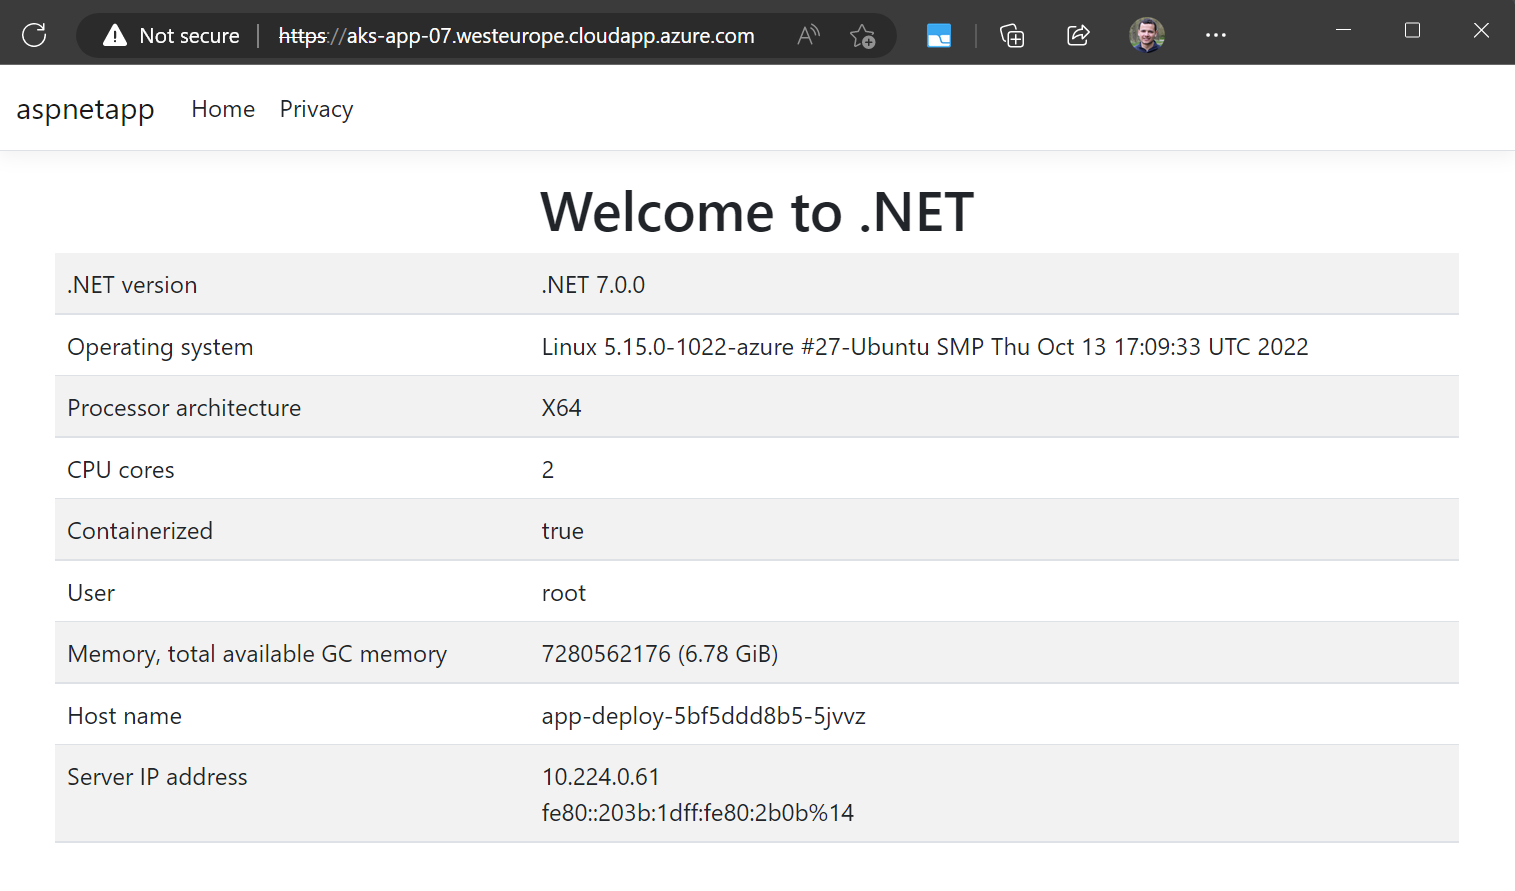 Not secure | https://aks-app-07.westeurope.cloudapp.azure.com
aspnetapp Home Privacy
Welcome to .NET
.NET version .NET 7.0.0
Operating system Linux 5.15.0-1022-azure #27-Ubuntu SMP Thu Oct 13 17:09:33 UTC 2022
Processor architecture X64
CPU cores 2
Containerized true
User root
Memory, total available GC memory 7280562176 (6.78 GiB)
Host name app-deploy-5bf5ddd8b5-5jvvz
Server IP address 10.224.0.61
fe80::203b:1dff:fe80:2b0b%14